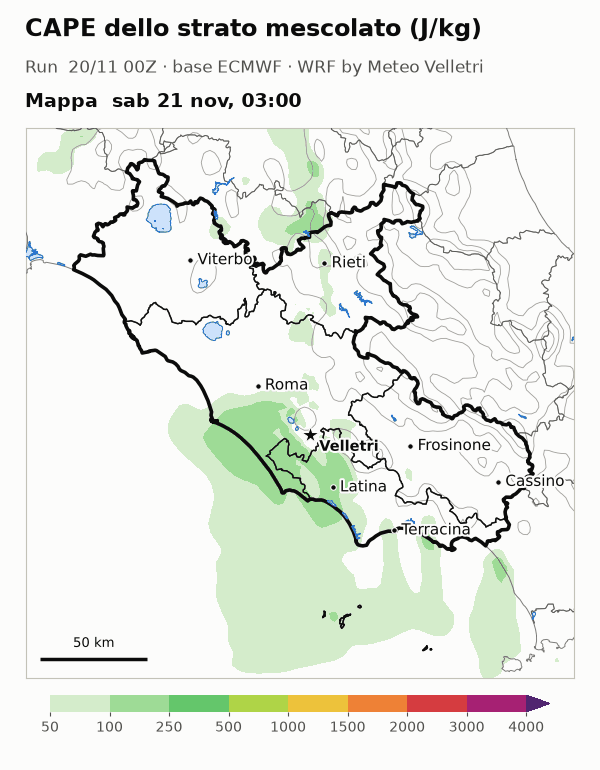 CAPE dello strato mescolato (J/kg)
Run  20/11 00Z · base ECMWF · WRF by Meteo Velletri
Mappa  sab 21 nov, 03:00
Viterbo
Rieti
Roma
Velletri
Frosinone
Latina
Cassino
Terracina
50 km
50 100 250 500 1000 1500 2000 3000 4000